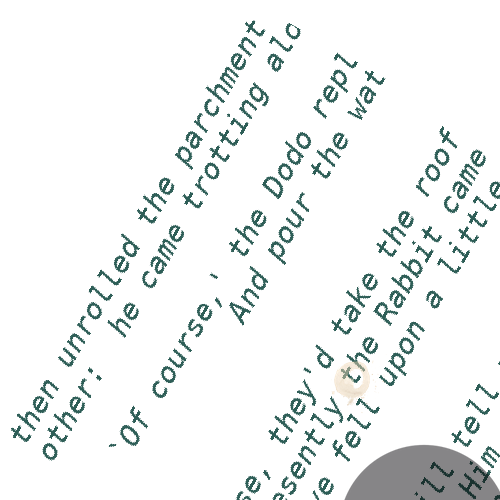 then unrolled the parchment
other: he came trotting alo
`Of course,' the Dodo repl
And pour the wat
se, they'd take the roof
esently the Rabbit came
e fell upon a little
ill tell
Him